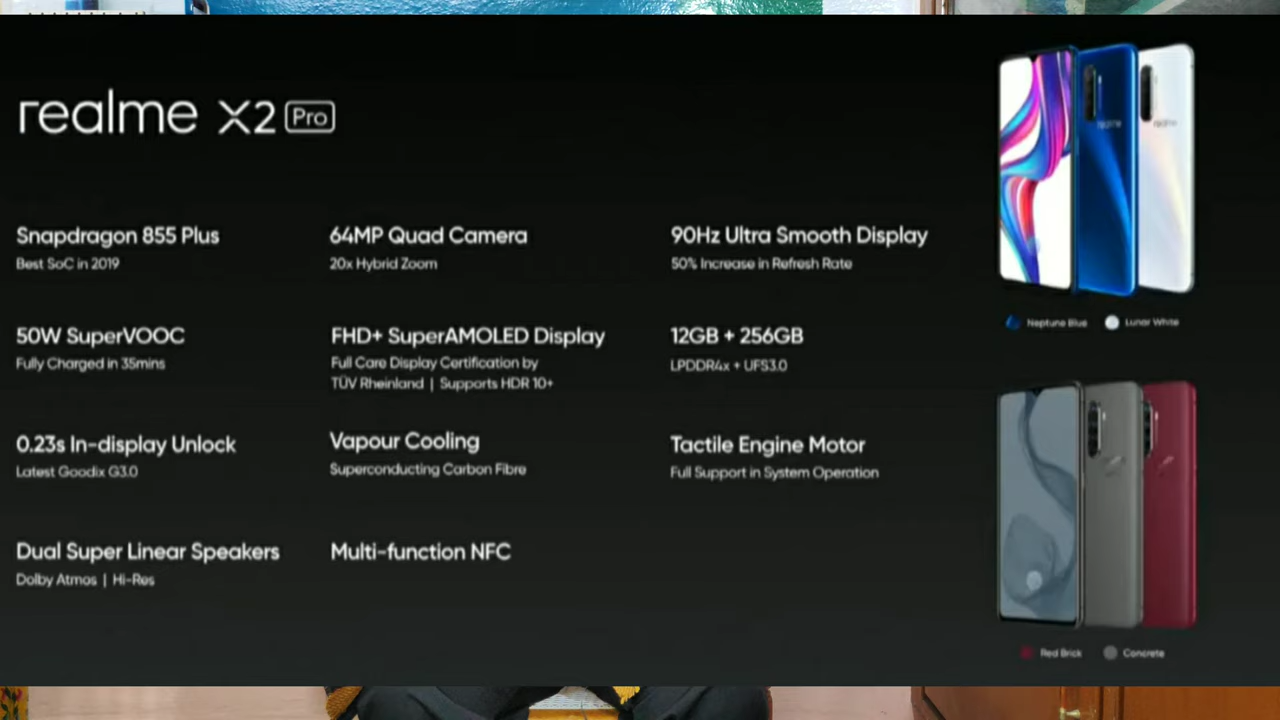 realme X2 Pro
Snapdragon 855 Plus
Best SoC in 2019
64MP Quad Camera
20x Hybrid Zoom
90Hz Ultra Smooth Display
50% Increase in Refresh Rate
50W SuperVOOC
Fully Charged in 35mins
FHD+ SuperAMOLED Display
Full Care Display Certification by
TÜV Rheinland | Supports HDR 10+
12GB + 256GB
LPDDR4x + UFS3.0
0.23s In-display Unlock
Latest Goodix G3.0
Vapour Cooling
Superconducting Carbon Fibre
Tactile Engine Motor
Full Support in System Operation
Dual Super Linear Speakers
Dolby Atmos | Hi-Res
Multi-function NFC
realme
realme
Neptune Blue
Lunar White
Red Brick
Concrete